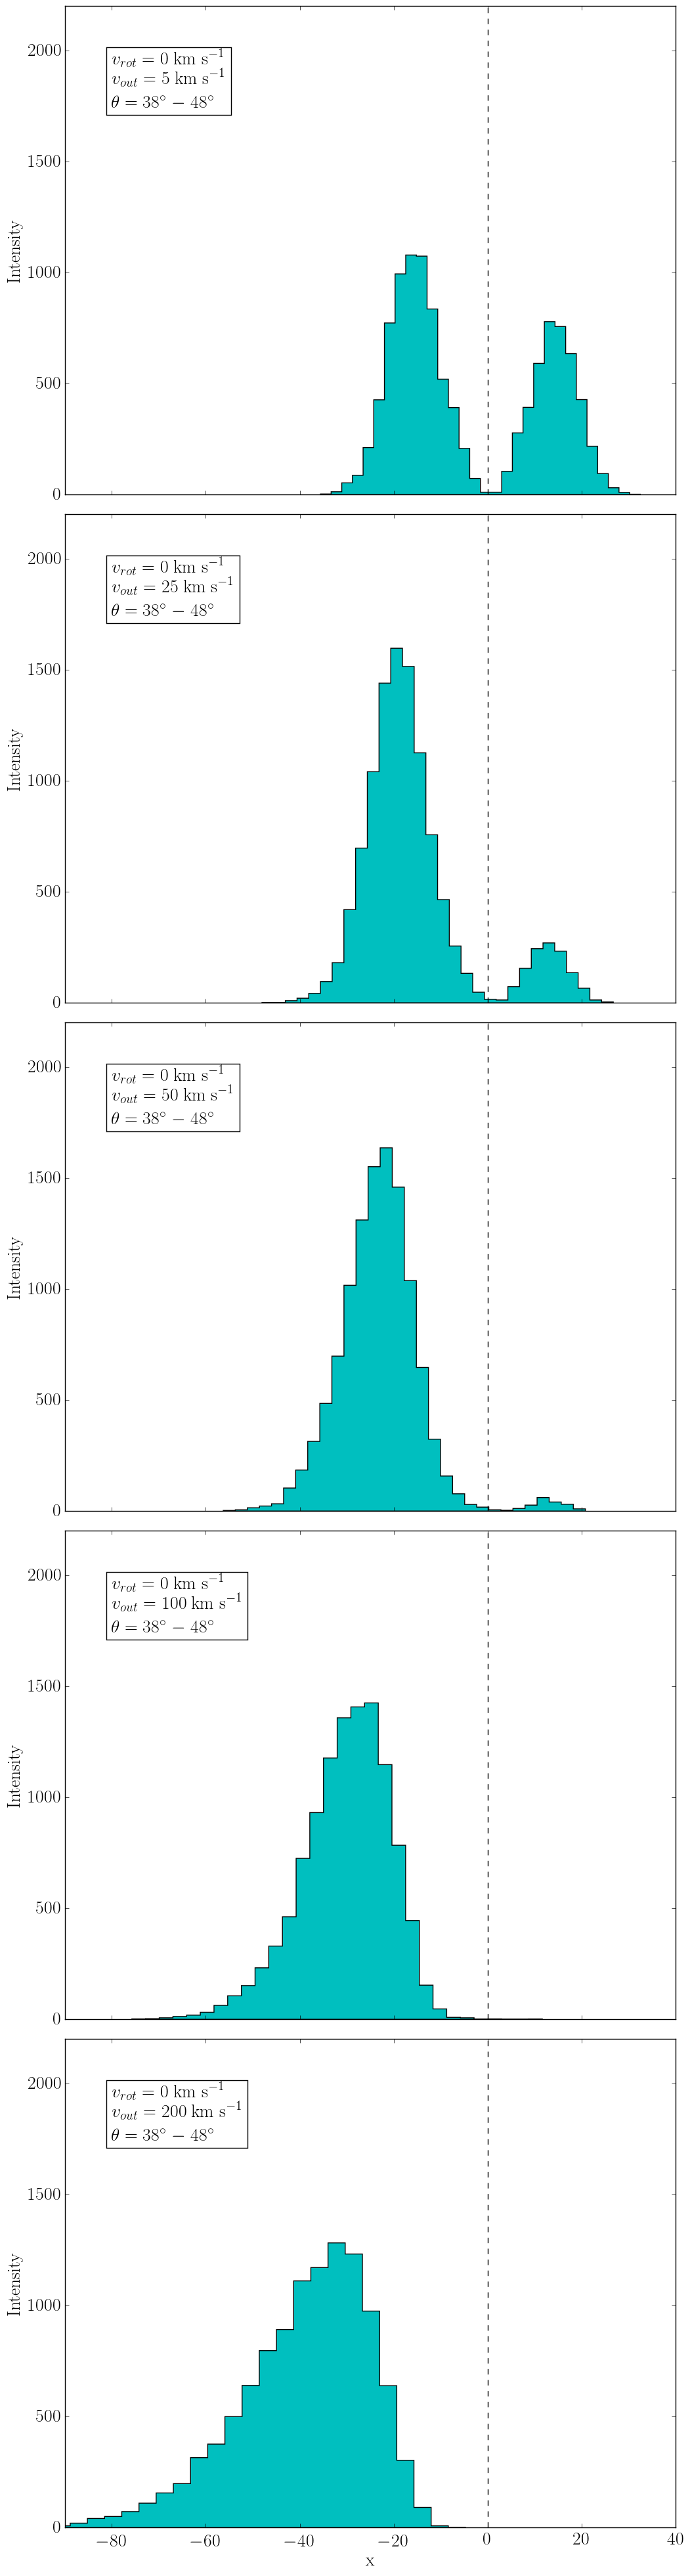 2000
1500
1000
500
0
Intensity
v_rot = 0 km s⁻¹
v_out = 5 km s⁻¹
θ = 38° − 48°
2000
1500
1000
500
0
Intensity
v_rot = 0 km s⁻¹
v_out = 25 km s⁻¹
θ = 38° − 48°
2000
1500
1000
500
0
Intensity
v_rot = 0 km s⁻¹
v_out = 50 km s⁻¹
θ = 38° − 48°
2000
1500
1000
500
0
Intensity
v_rot = 0 km s⁻¹
v_out = 100 km s⁻¹
θ = 38° − 48°
2000
1500
1000
500
0
Intensity
v_rot = 0 km s⁻¹
v_out = 200 km s⁻¹
θ = 38° − 48°
−80 −60 −40 −20 0 20 40
x